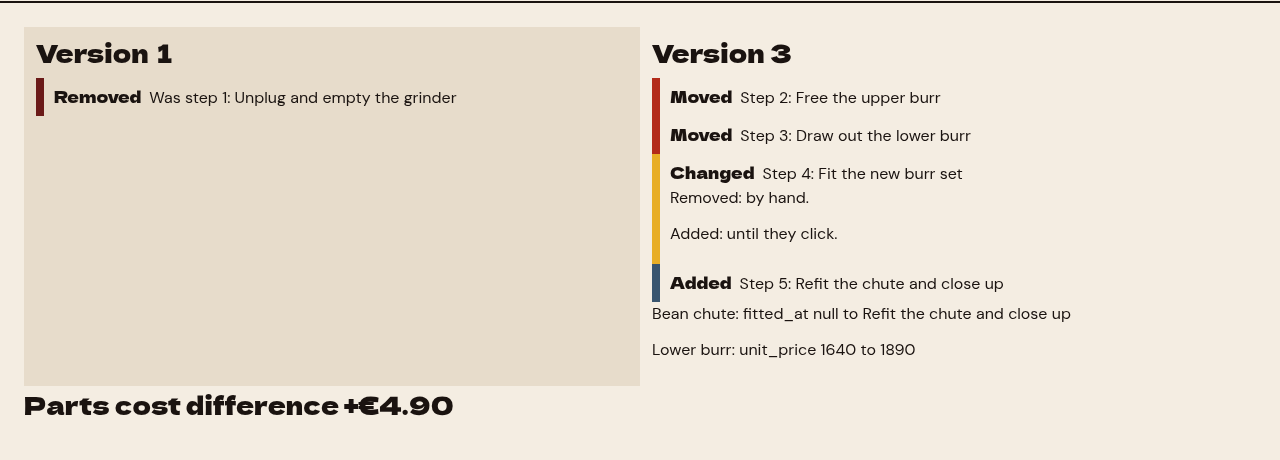 Version 1
Removed Was step 1: Unplug and empty the grinder
Version 3
Moved Step 2: Free the upper burr
Moved Step 3: Draw out the lower burr
Changed Step 4: Fit the new burr set
Removed: by hand.
Added: until they click.
Added Step 5: Refit the chute and close up
Bean chute: fitted_at null to Refit the chute and close up
Lower burr: unit_price 1640 to 1890
Parts cost difference +€4.90